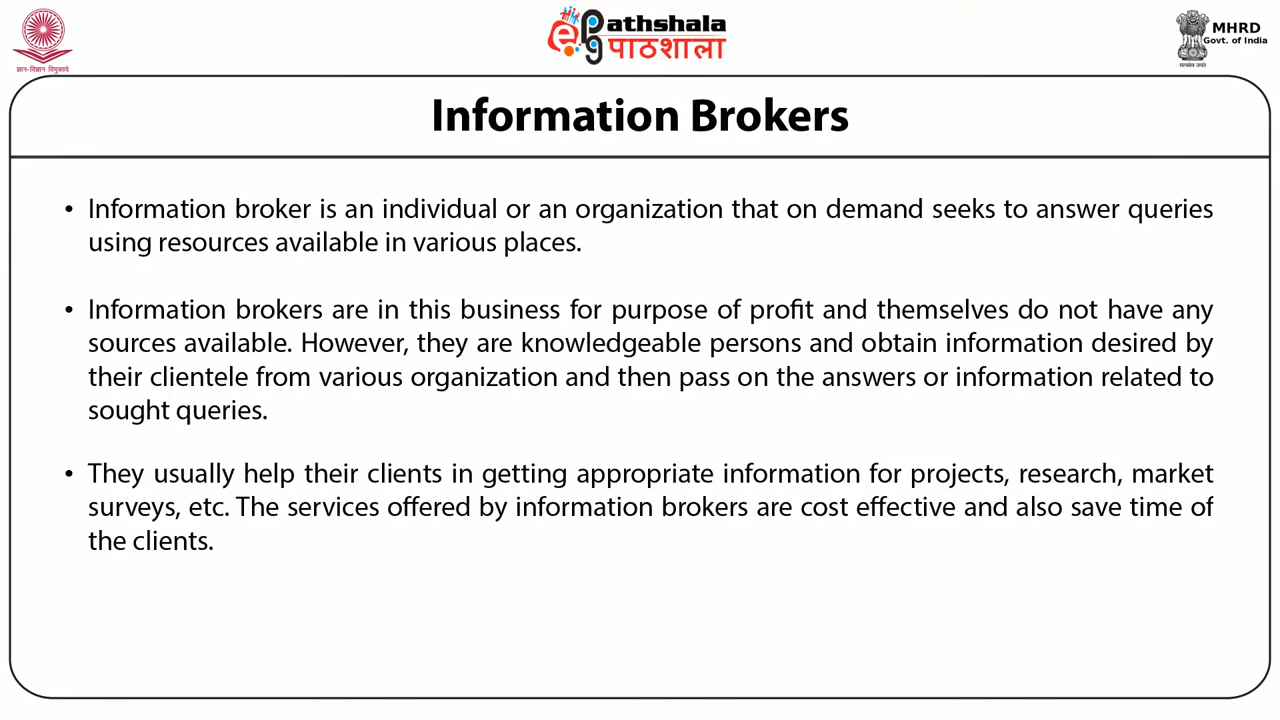 ज्ञान-विज्ञान विमुक्तये
ePg athshala
पाठशाला
सत्यमेव जयते
MHRD
Govt. of India
Information Brokers
• Information broker is an individual or an organization that on demand seeks to answer queries
using resources available in various places.
• Information brokers are in this business for purpose of profit and themselves do not have any
sources available. However, they are knowledgeable persons and obtain information desired by
their clientele from various organization and then pass on the answers or information related to
sought queries.
• They usually help their clients in getting appropriate information for projects, research, market
surveys, etc. The services offered by information brokers are cost effective and also save time of
the clients.